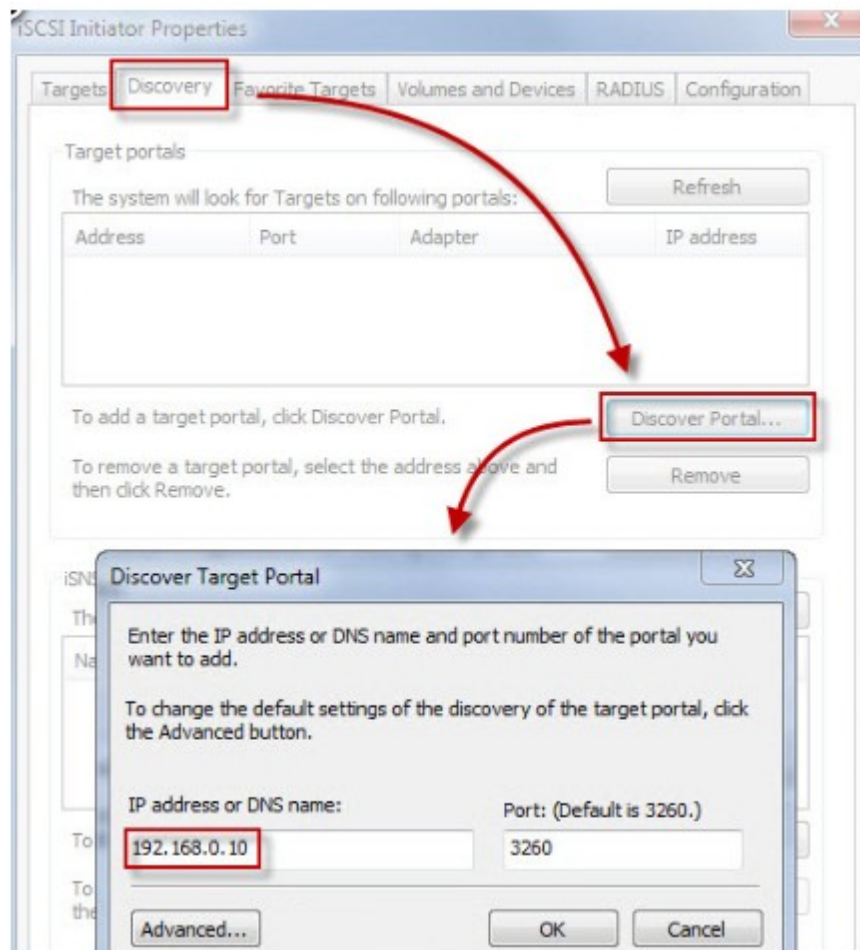 iSCSI Initiator Properties
Targets Discovery Favorite Targets Volumes and Devices RADIUS Configuration
Target portals
The system will look for Targets on following portals:
Refresh
Address Port Adapter IP address
To add a target portal, click Discover Portal.
Discover Portal...
To remove a target portal, select the address above and
then click Remove.
Remove
Discover Target Portal
Enter the IP address or DNS name and port number of the portal you
want to add.
To change the default settings of the discovery of the target portal, click
the Advanced button.
IP address or DNS name:
Port: (Default is 3260.)
192.168.0.10
3260
To
To
the
Advanced...
OK
Cancel